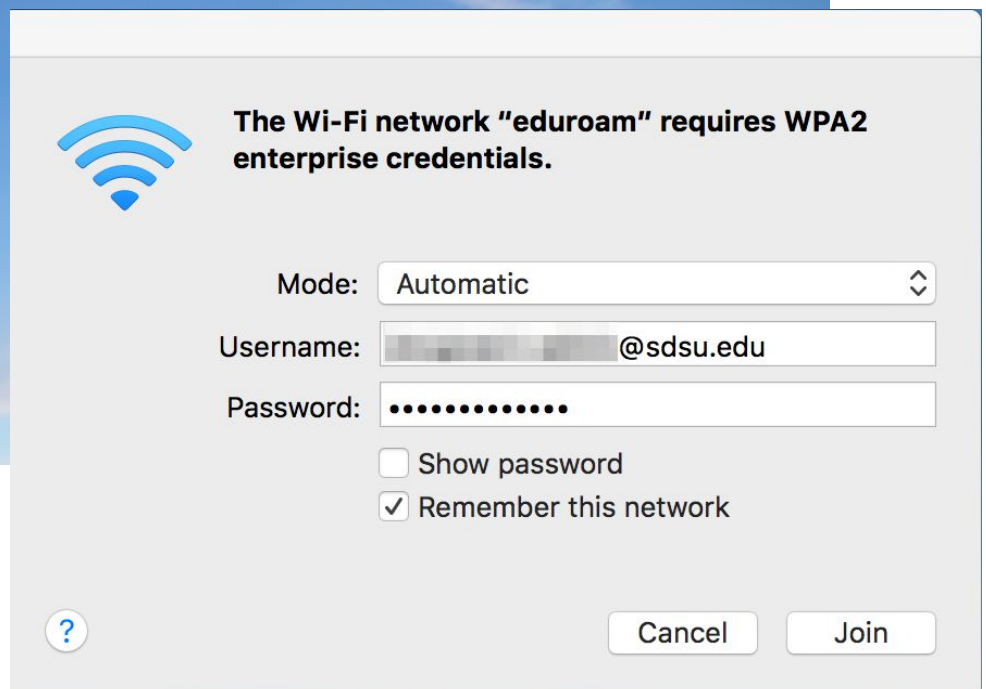 The Wi-Fi network “eduroam” requires WPA2
enterprise credentials.
Mode: Automatic
Username: @sdsu.edu
Password: •••••••••••••
Show password
Remember this network
? Cancel Join